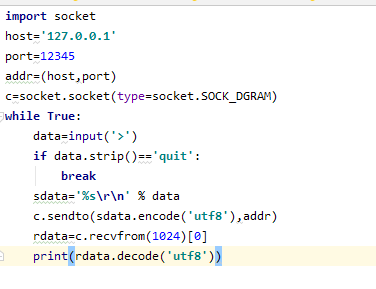 import socket
host='127.0.0.1'
port=12345
addr=(host,port)
c=socket.socket(type=socket.SOCK_DGRAM)
while True:
    data=input('>')
    if data.strip()=='quit':
        break
    sdata='%s\r\n' % data
    c.sendto(sdata.encode('utf8'),addr)
    rdata=c.recvfrom(1024)[0]
    print(rdata.decode('utf8'))